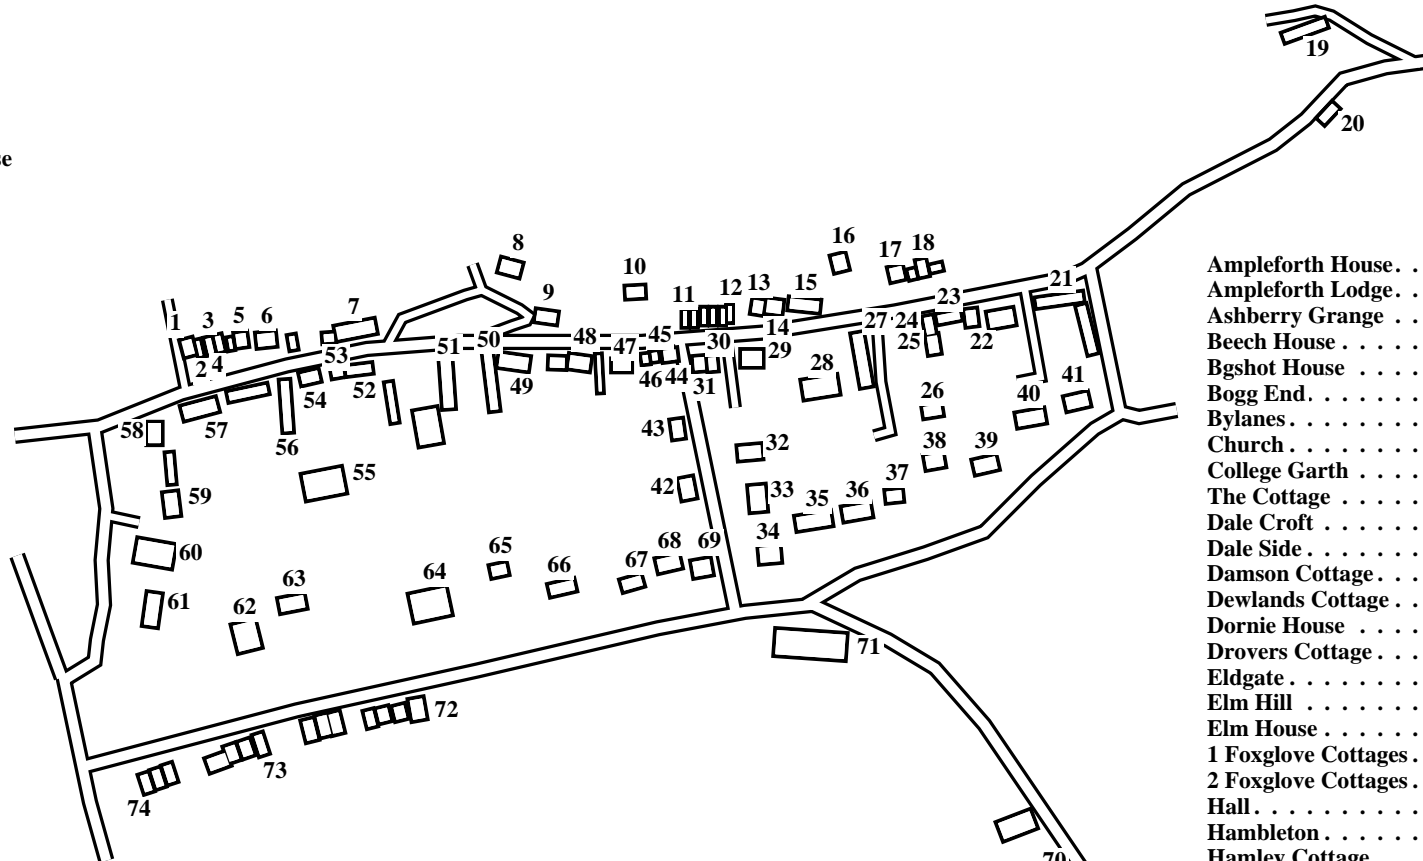 19
20
se
16
8
17 18
10
21
9
11 12 13 15
23
1 3 5 6 7
14
27 24
50 48 45
51 47 30 29 25 22
53
2 4
52 49 46 44 31 28
54
26 40 41
57
58 56
43
32 38 39
55
59
42 33 35 36 37
34
60
65 66 67 68 69
63 64
61 62
71
72
73
74
70
Ampleforth House. . .
Ampleforth Lodge. . .
Ashberry Grange . . .
Beech House . . . . . .
Bgshot House . . . . .
Bogg End. . . . . . . .
Bylanes . . . . . . . . .
Church . . . . . . . . .
College Garth . . . . .
The Cottage . . . . . .
Dale Croft . . . . . . .
Dale Side . . . . . . . .
Damson Cottage . . .
Dewlands Cottage . .
Dornie House . . . . .
Drovers Cottage . . .
Eldgate . . . . . . . . .
Elm Hill . . . . . . . .
Elm House . . . . . . .
1 Foxglove Cottages .
2 Foxglove Cottages .
Hall . . . . . . . . . . .
Hambleton . . . . . . .
Hamley Cottage